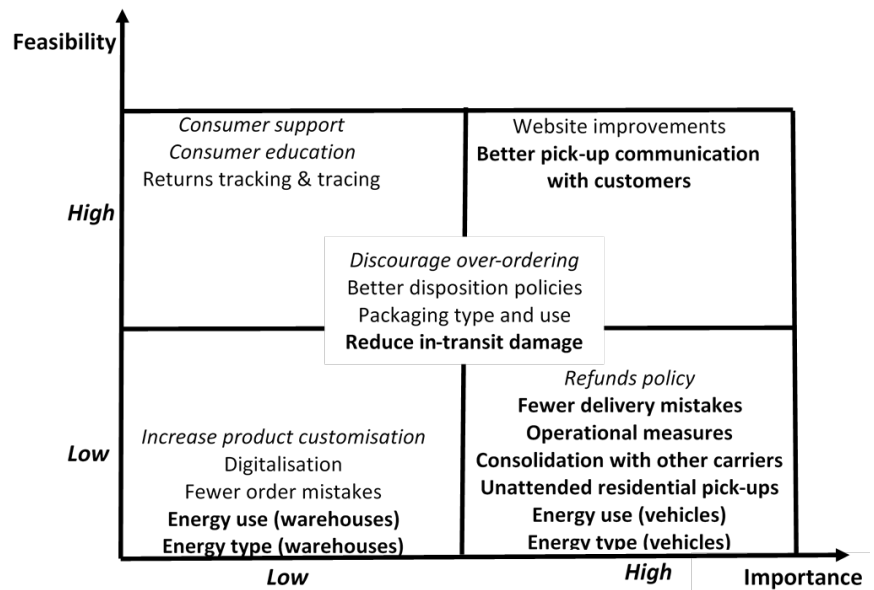 Feasibility
Consumer support
Consumer education
Returns tracking & tracing
Website improvements
Better pick-up communication
with customers
High
Discourage over-ordering
Better disposition policies
Packaging type and use
Reduce in-transit damage
Low
Increase product customisation
Digitalisation
Fewer order mistakes
Energy use (warehouses)
Energy type (warehouses)
Refunds policy
Fewer delivery mistakes
Operational measures
Consolidation with other carriers
Unattended residential pick-ups
Energy use (vehicles)
Energy type (vehicles)
Low
High
Importance